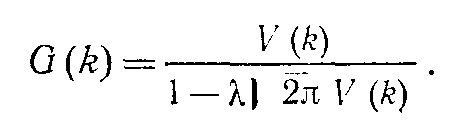 G (k) = V (k) / (1 − λ√2π V (k)) .